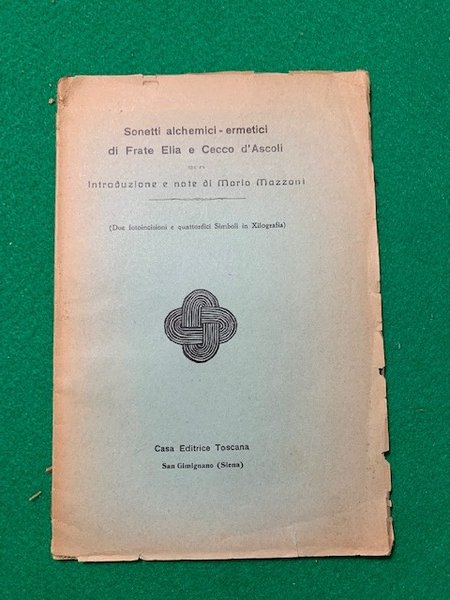 Sonetti alchemici - ermetici
di Frate Elia e Cecco d'Ascoli
Introduzione e note di Mario Mazzoni
(Due fotoincisioni e quattordici Simboli in Xilografia)
Casa Editrice Toscana
San Gimignano (Siena)